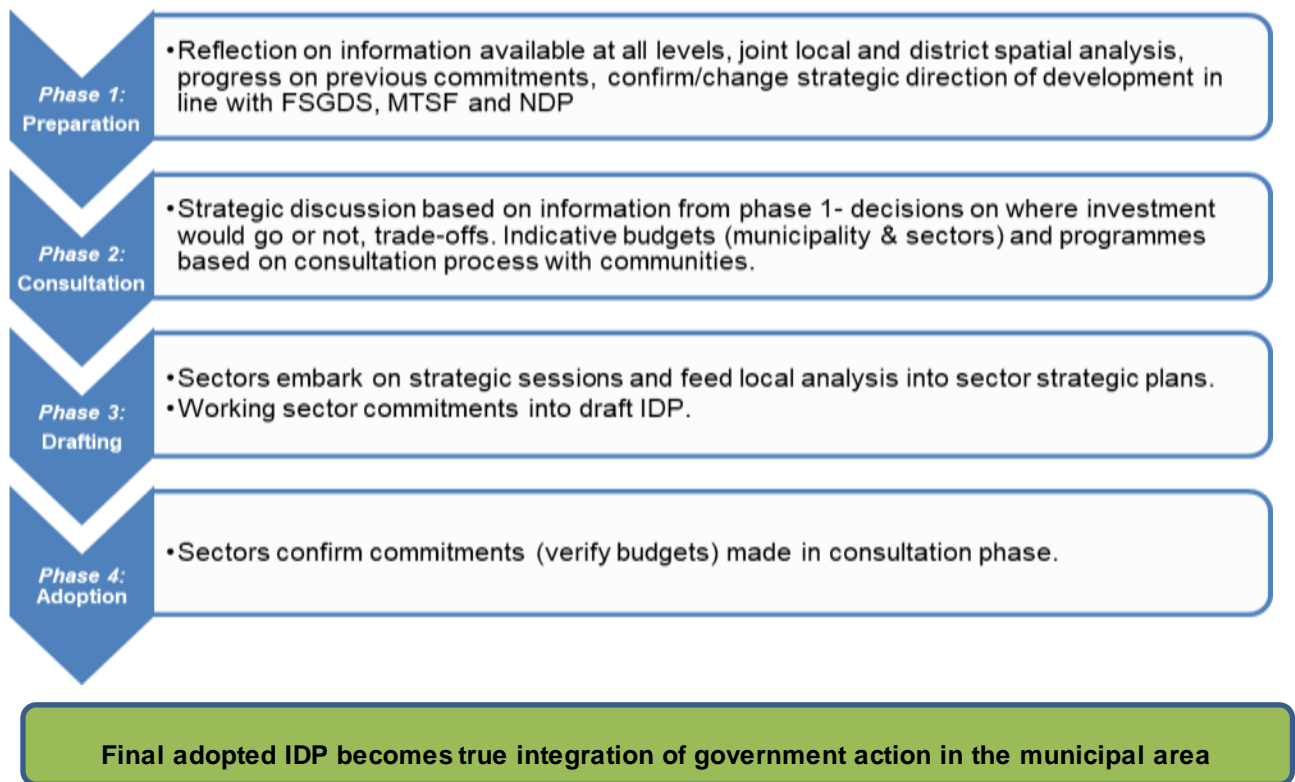 Phase 1:
Preparation
•Reflection on information available at all levels, joint local and district spatial analysis,
progress on previous commitments, confirm/change strategic direction of development in
line with FSGDS, MTSF and NDP
Phase 2:
Consultation
•Strategic discussion based on information from phase 1- decisions on where investment
would go or not, trade-offs. Indicative budgets (municipality & sectors) and programmes
based on consultation process with communities.
Phase 3:
Drafting
•Sectors embark on strategic sessions and feed local analysis into sector strategic plans.
•Working sector commitments into draft IDP.
Phase 4:
Adoption
•Sectors confirm commitments (verify budgets) made in consultation phase.
Final adopted IDP becomes true integration of government action in the municipal area